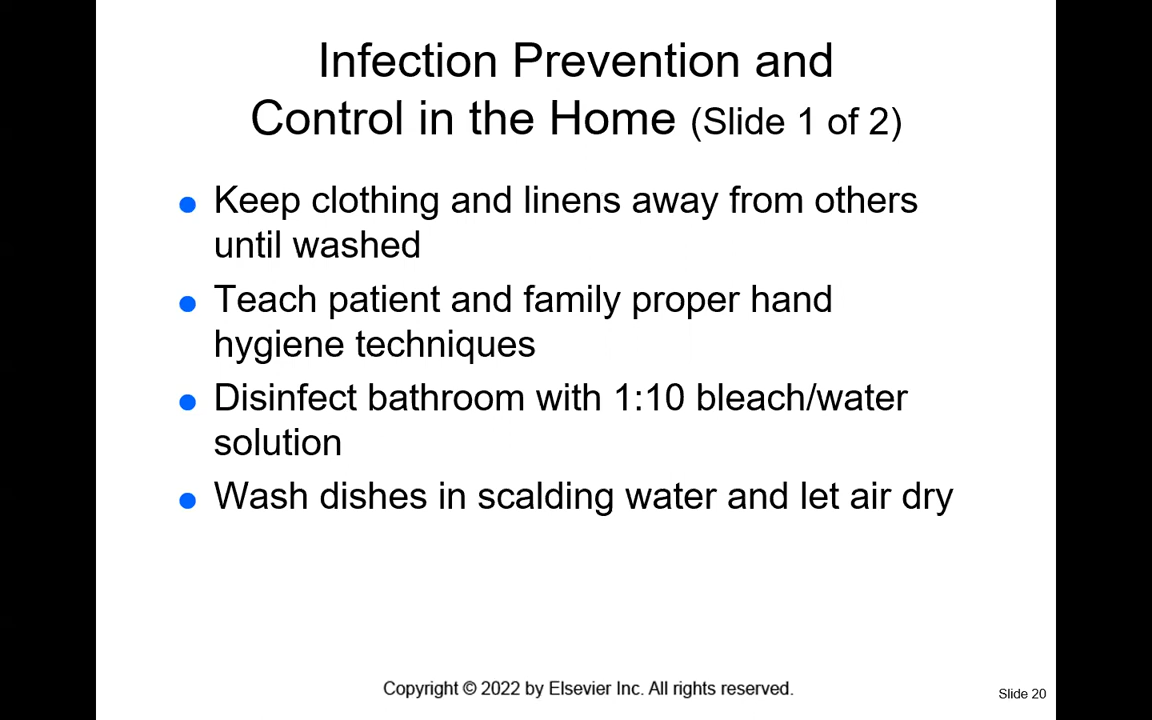 Infection Prevention and
Control in the Home (Slide 1 of 2)
● Keep clothing and linens away from others
until washed
● Teach patient and family proper hand
hygiene techniques
● Disinfect bathroom with 1:10 bleach/water
solution
● Wash dishes in scalding water and let air dry
Copyright © 2022 by Elsevier Inc. All rights reserved.
Slide 20